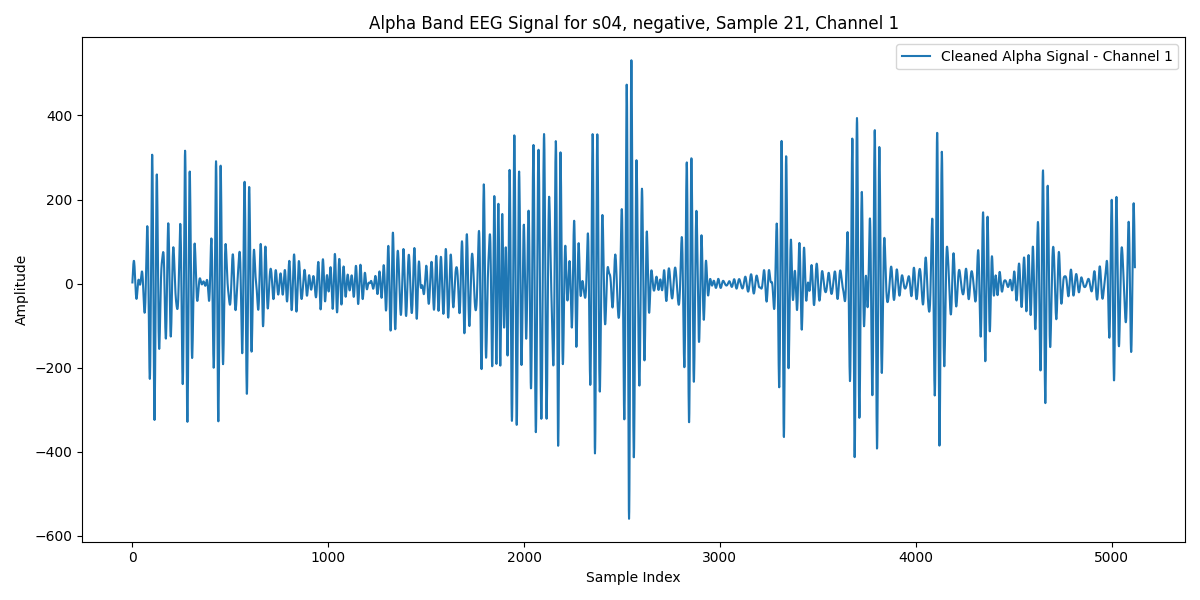 Alpha Band EEG Signal for s04, negative, Sample 21, Channel 1
Cleaned Alpha Signal - Channel 1
Amplitude
400
200
0
−200
−400
−600
0 1000 2000 3000 4000 5000
Sample Index